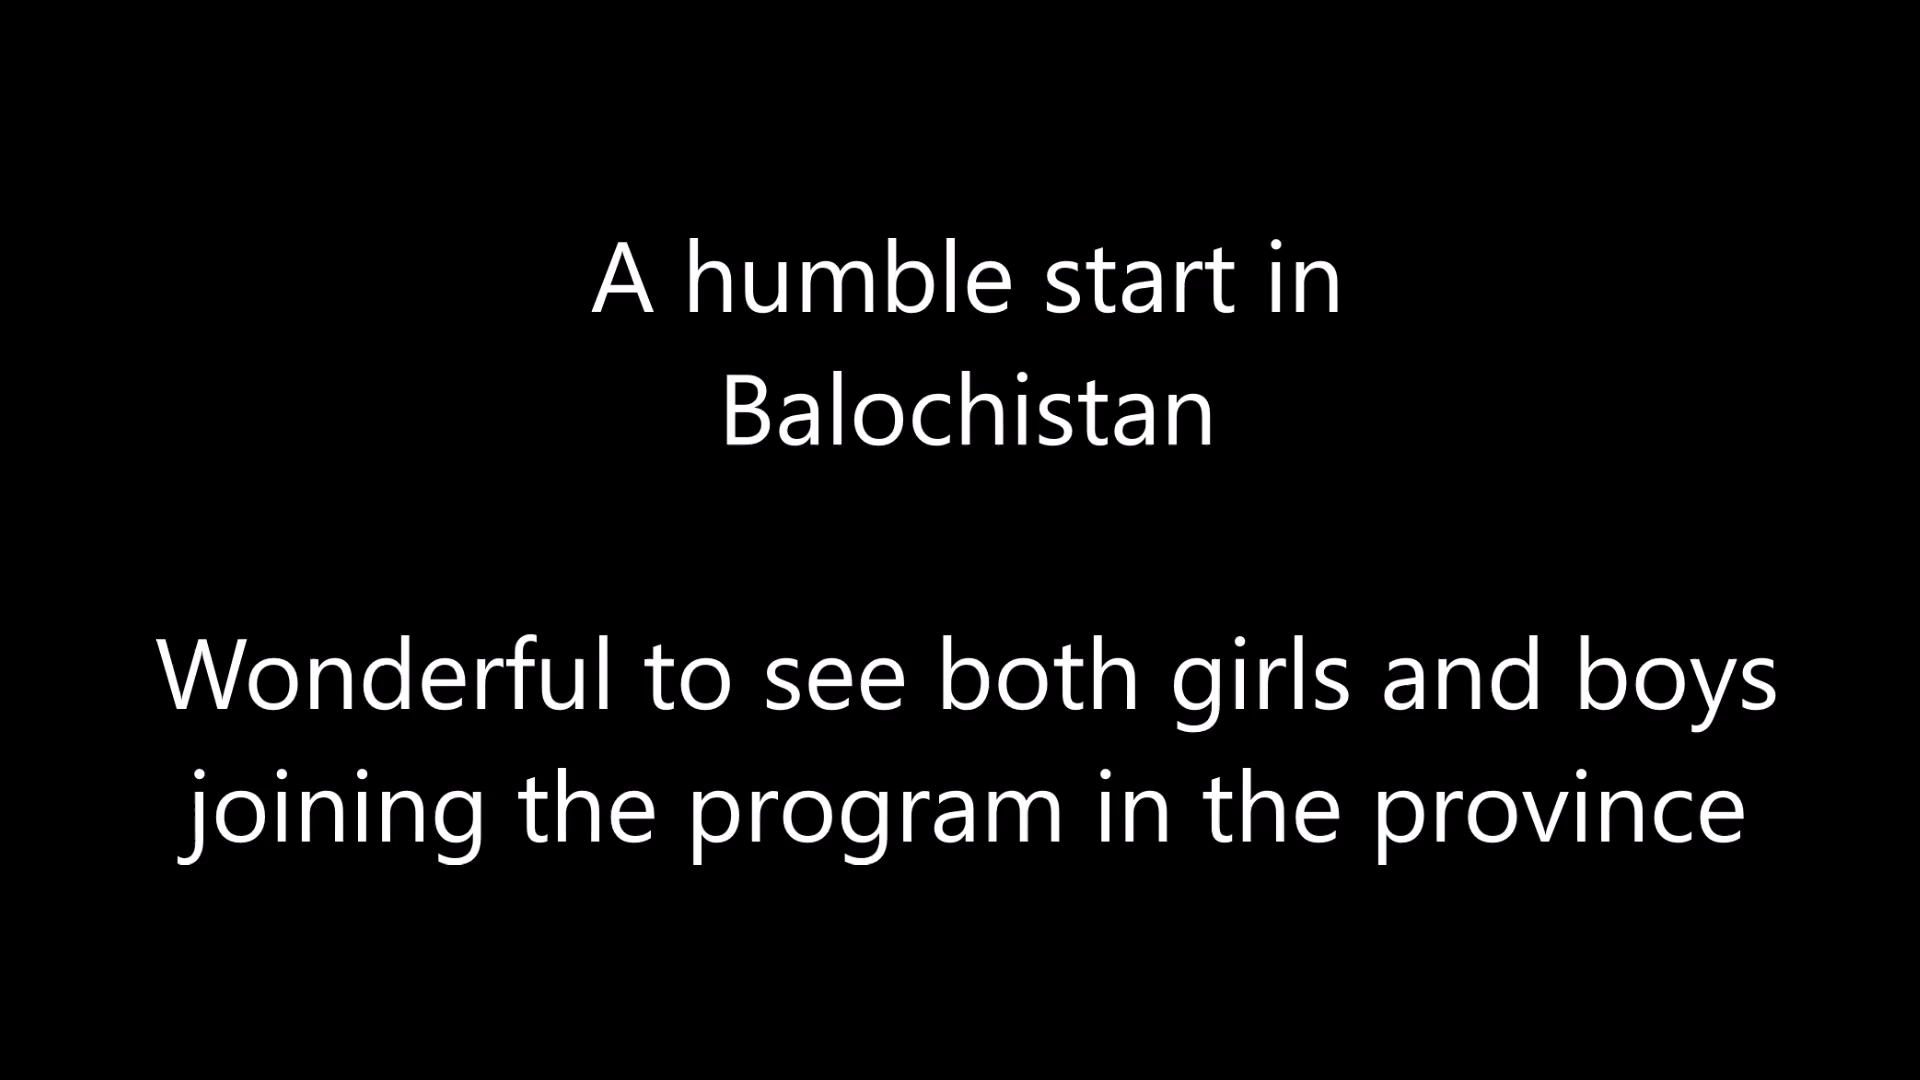 A humble start in
Balochistan
Wonderful to see both girls and boys
joining the program in the province